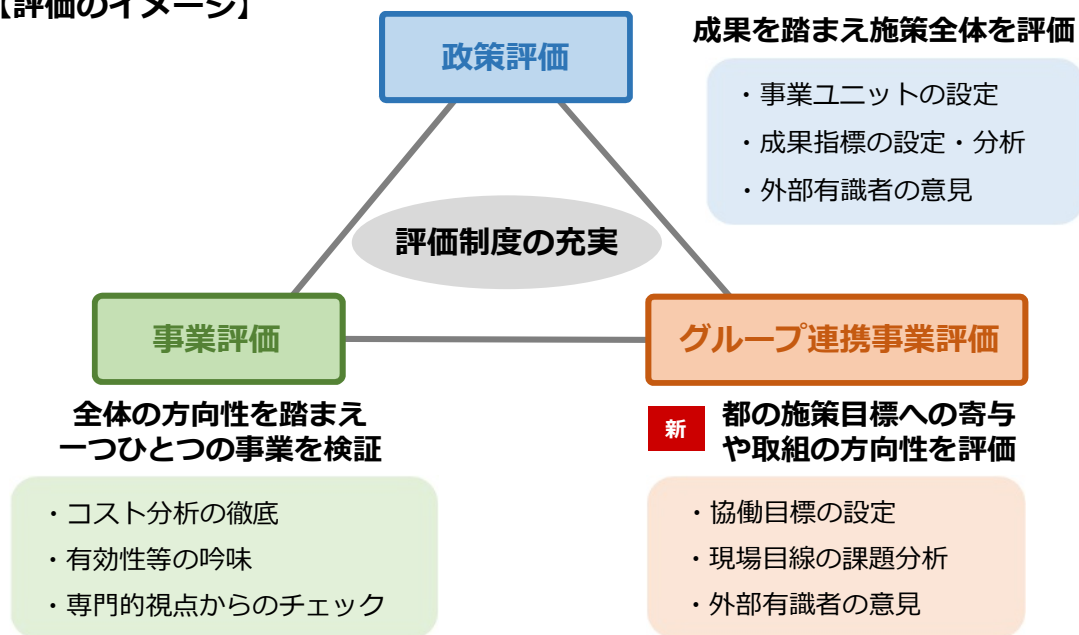 【評価のイメージ】
政策評価
成果を踏まえ施策全体を評価
・事業ユニットの設定
・成果指標の設定・分析
・外部有識者の意見
評価制度の充実
事業評価
全体の方向性を踏まえ
一つひとつの事業を検証
・コスト分析の徹底
・有効性等の吟味
・専門的視点からのチェック
グループ連携事業評価
新
都の施策目標への寄与
や取組の方向性を評価
・協働目標の設定
・現場目線の課題分析
・外部有識者の意見